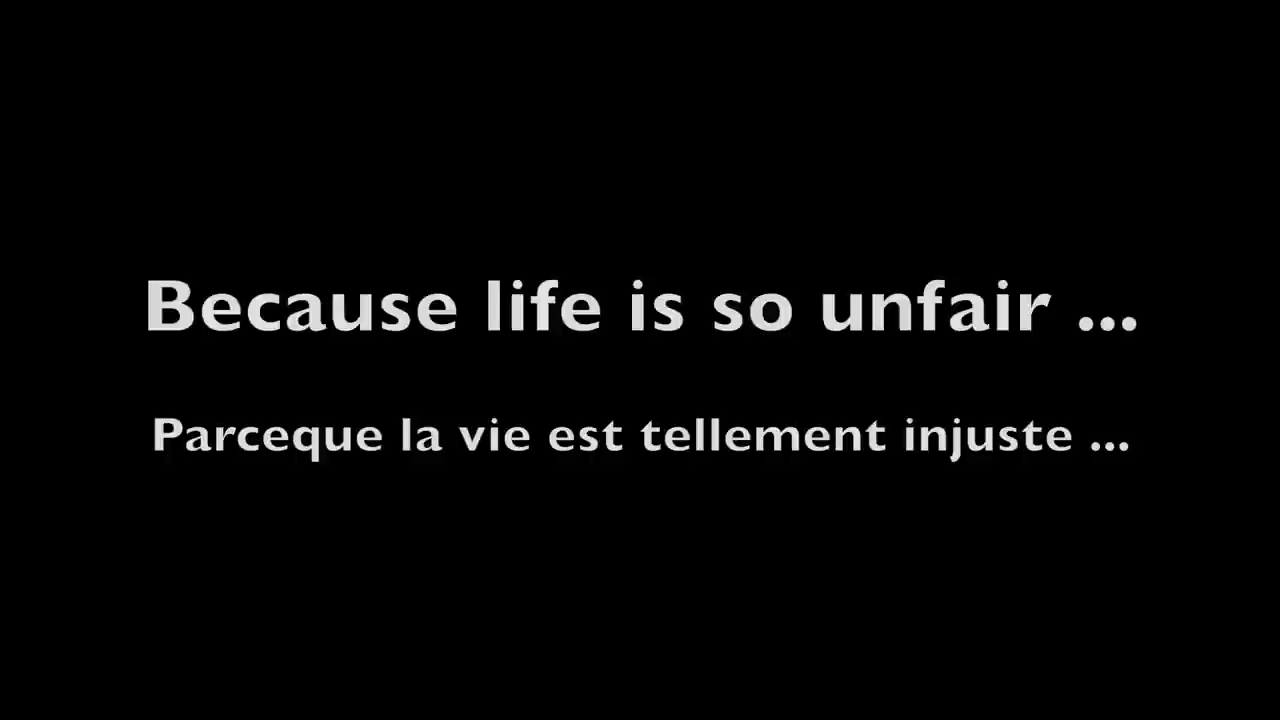 Because life is so unfair ...
Parceque la vie est tellement injuste ...